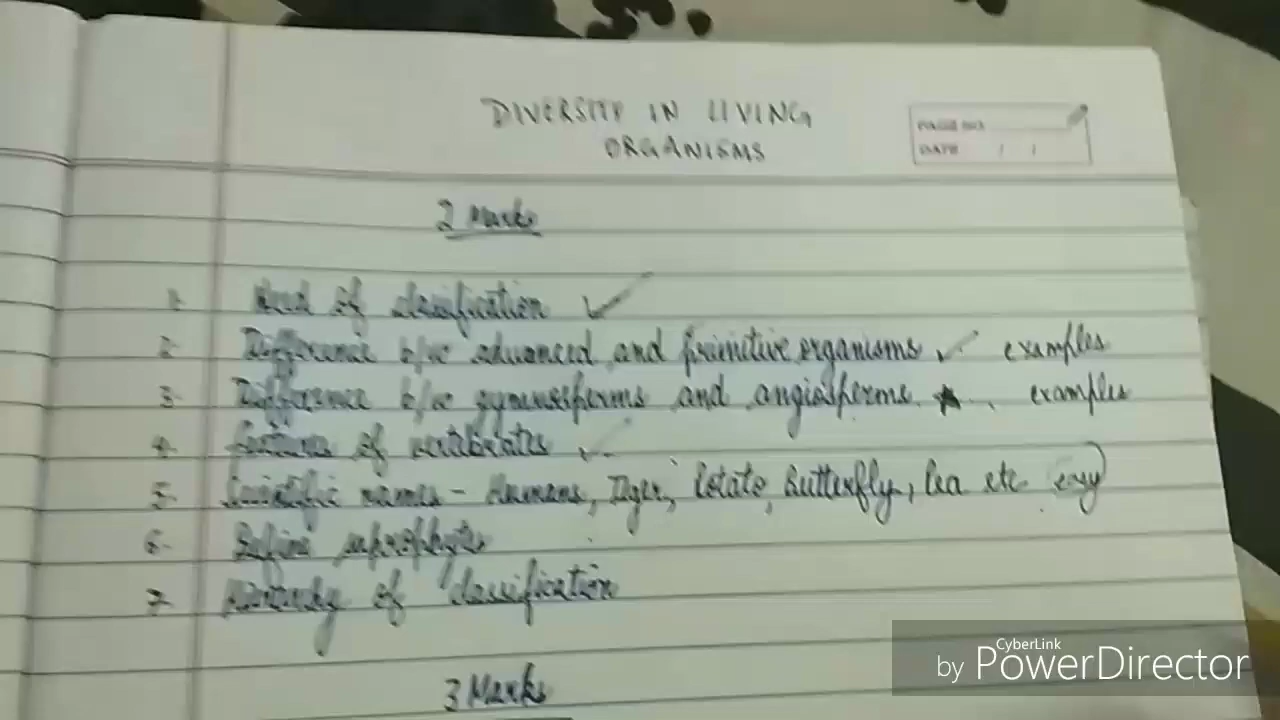 DIVERSITY IN LIVING
ORGANISMS
PAGE NO
DATE / /
2 Marks
1. Need of classification ✓
2. Difference b/w advanced and primitive organisms ✓ examples
3. Difference b/w gymnosperms and angiosperms examples
4. features of vertebrates ✓
5. Scientific names - Humans, Tiger, Potato, Butterfly, Pea etc easy)
6. Define saprophytes
7. Hierarchy of classification
3 Marks
CyberLink
by PowerDirector